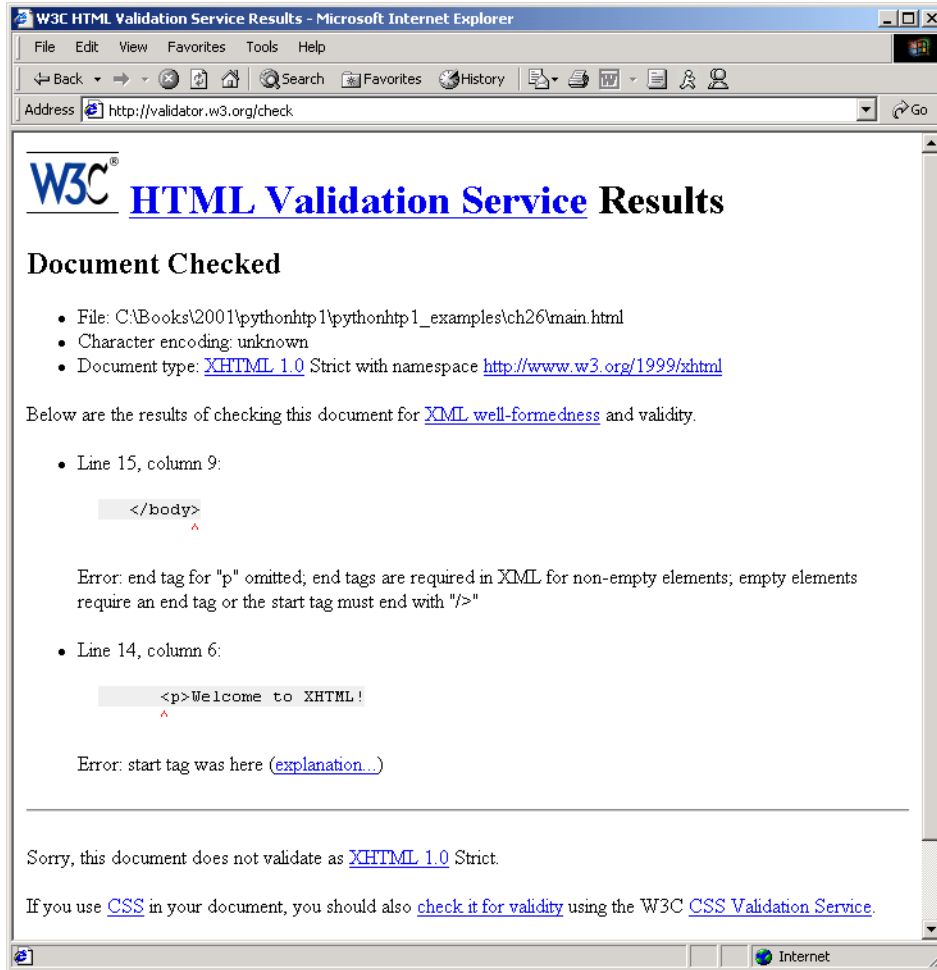 W3C HTML Validation Service Results - Microsoft Internet Explorer
File Edit View Favorites Tools Help
Back Search Favorites History
Address http://validator.w3.org/check Go
W3C® HTML Validation Service Results
Document Checked
• File: C:\Books\2001\pythonhtp1\pythonhtp1_examples\ch26\main.html
• Character encoding: unknown
• Document type: XHTML 1.0 Strict with namespace http://www.w3.org/1999/xhtml
Below are the results of checking this document for XML well-formedness and validity.
• Line 15, column 9:
</body>
^
Error: end tag for "p" omitted; end tags are required in XML for non-empty elements; empty elements
require an end tag or the start tag must end with "/>"
• Line 14, column 6:
<p>Welcome to XHTML!
^
Error: start tag was here (explanation...)
Sorry, this document does not validate as XHTML 1.0 Strict.
If you use CSS in your document, you should also check it for validity using the W3C CSS Validation Service.
Internet